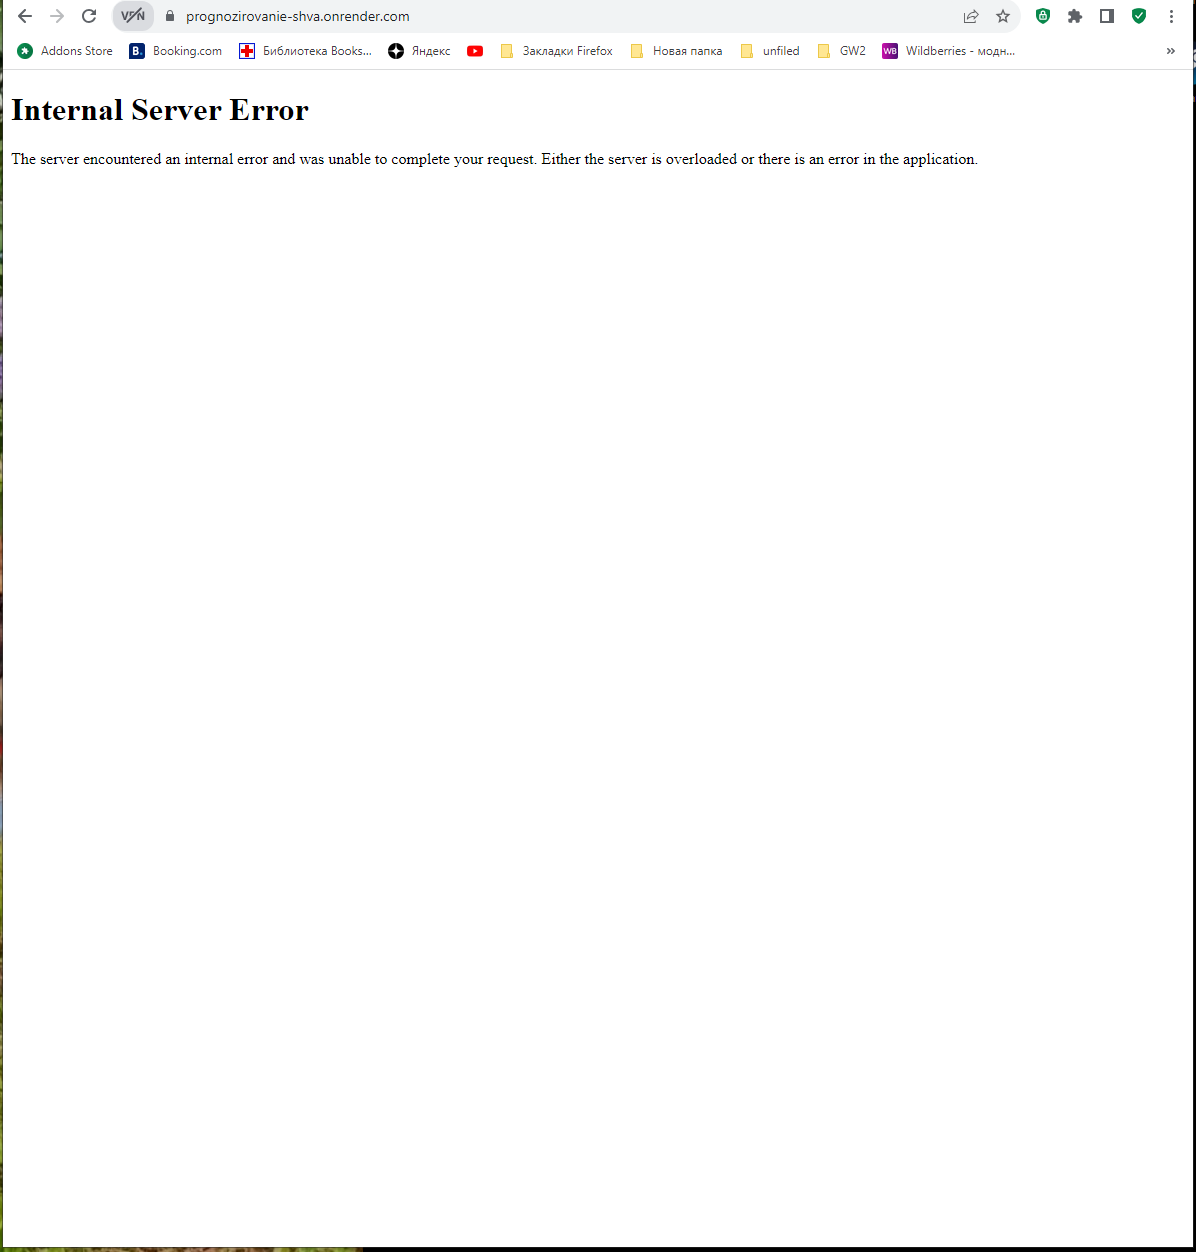 VPN prognozirovanie-shva.onrender.com
Addons Store B. Booking.com Библиотека Books... Яндекс Закладки Firefox Новая папка unfiled GW2 WB Wildberries - модн... »
Internal Server Error
The server encountered an internal error and was unable to complete your request. Either the server is overloaded or there is an error in the application.